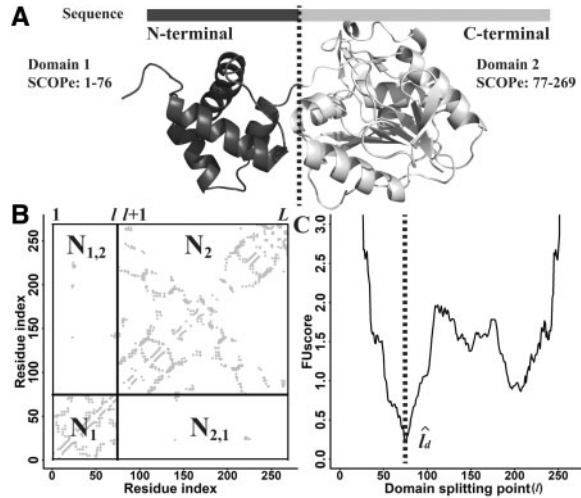 A
Sequence
N-terminal C-terminal
Domain 1
SCOPe: 1-76
Domain 2
SCOPe: 77-269
B
1 l l+1 L
N1,2 N2
N1 N2,1
Residue index
250
200
150
100
50
0
0 50 100 150 200 250
Residue index
C
FUscore
3.0
2.5
2.0
1.5
1.0
0.5
0.0
l̂d
0 50 100 150 200 250
Domain splitting point(l)